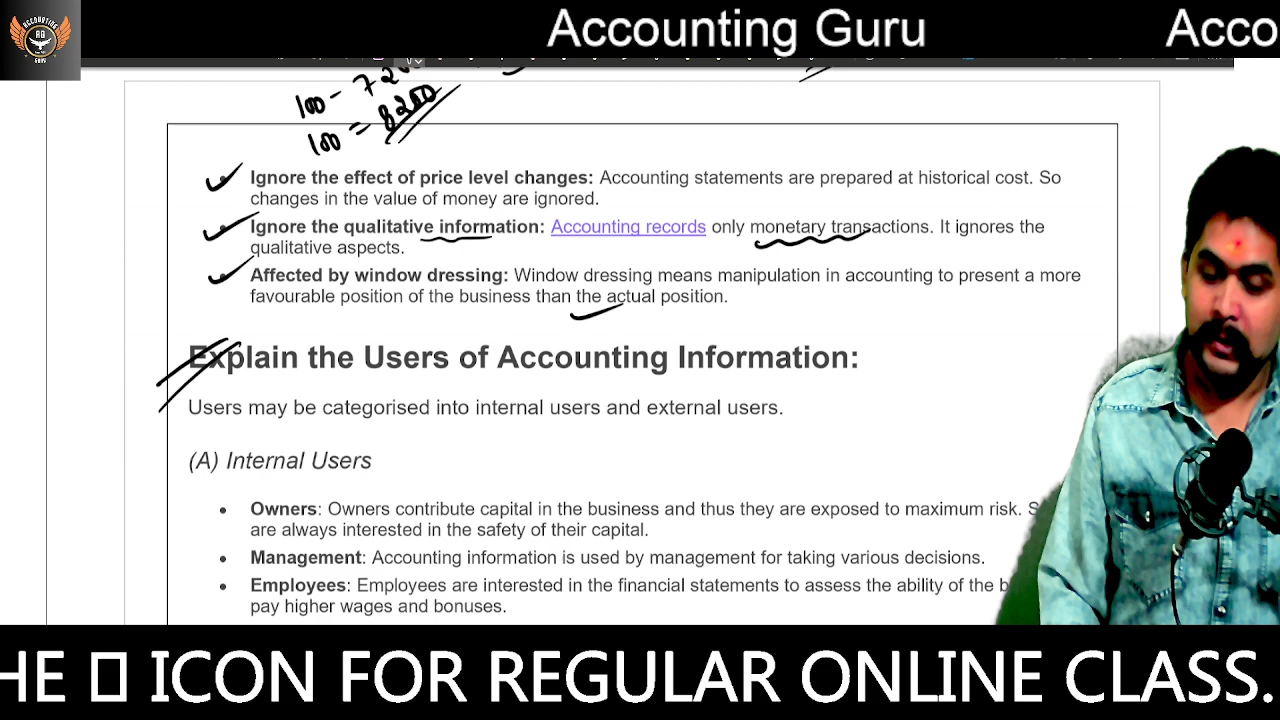 Accounting Guru
Acco
ACCOUNTING
AG
GURU
100 - 720
100 = 8200
Ignore the effect of price level changes: Accounting statements are prepared at historical cost. So
changes in the value of money are ignored.
Ignore the qualitative information: Accounting records only monetary transactions. It ignores the
qualitative aspects.
Affected by window dressing: Window dressing means manipulation in accounting to present a more
favourable position of the business than the actual position.
Explain the Users of Accounting Information:
Users may be categorised into internal users and external users.
(A) Internal Users
• Owners: Owners contribute capital in the business and thus they are exposed to maximum risk. S
are always interested in the safety of their capital.
• Management: Accounting information is used by management for taking various decisions.
• Employees: Employees are interested in the financial statements to assess the ability of the b
pay higher wages and bonuses.
HE ▯ ICON FOR REGULAR ONLINE CLASS.